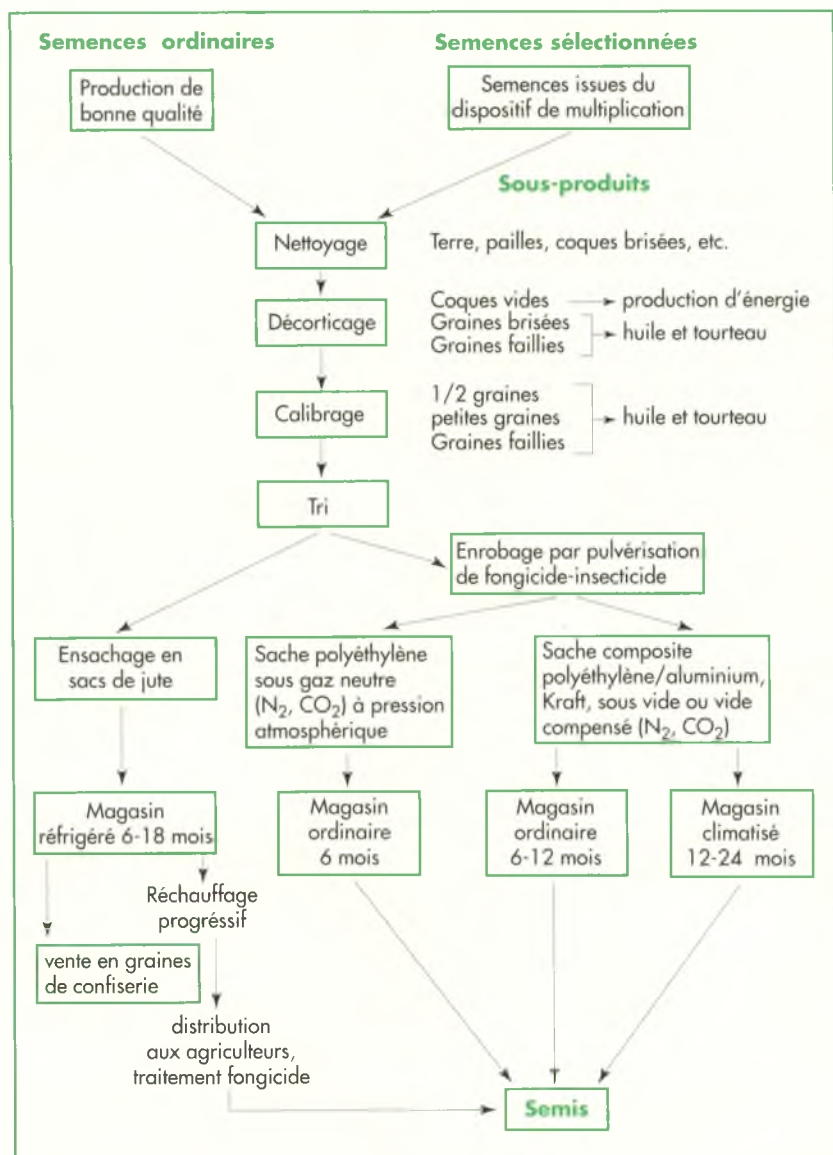 Semences ordinaires
Semences sélectionnées
Production de
bonne qualité
Semences issues du
dispositif de multiplication
Sous-produits
Nettoyage
Terre, pailles, coques brisées, etc.
Décorticage
Coques vides
production d'énergie
Graines brisées
Graines faillies
huile et tourteau
Calibrage
1/2 graines
petites graines
Graines faillies
huile et tourteau
Tri
Enrobage par pulvérisation
de fongicide-insecticide
Ensachage en
sacs de jute
Sache polyéthylène
sous gaz neutre
(N₂, CO₂) à pression
atmosphérique
Sache composite
polyéthylène/aluminium,
Kraft, sous vide ou vide
compensé (N₂, CO₂)
Magasin
réfrigéré 6-18 mois
Magasin
ordinaire
6 mois
Magasin
ordinaire
6-12 mois
Magasin
climatisé
12-24 mois
Réchauffage
progréssif
vente en graines
de confiserie
distribution
aux agriculteurs,
traitement fongicide
Semis